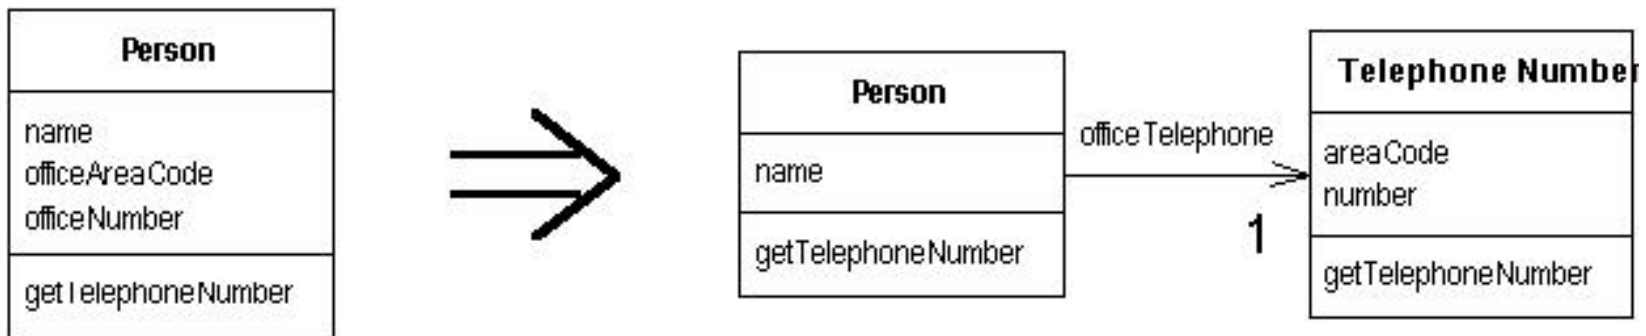 Person
name
officeAreaCode
officeNumber
getTelephoneNumber
Person
name
getTelephoneNumber
officeTelephone
1
Telephone Number
areaCode
number
getTelephoneNumber